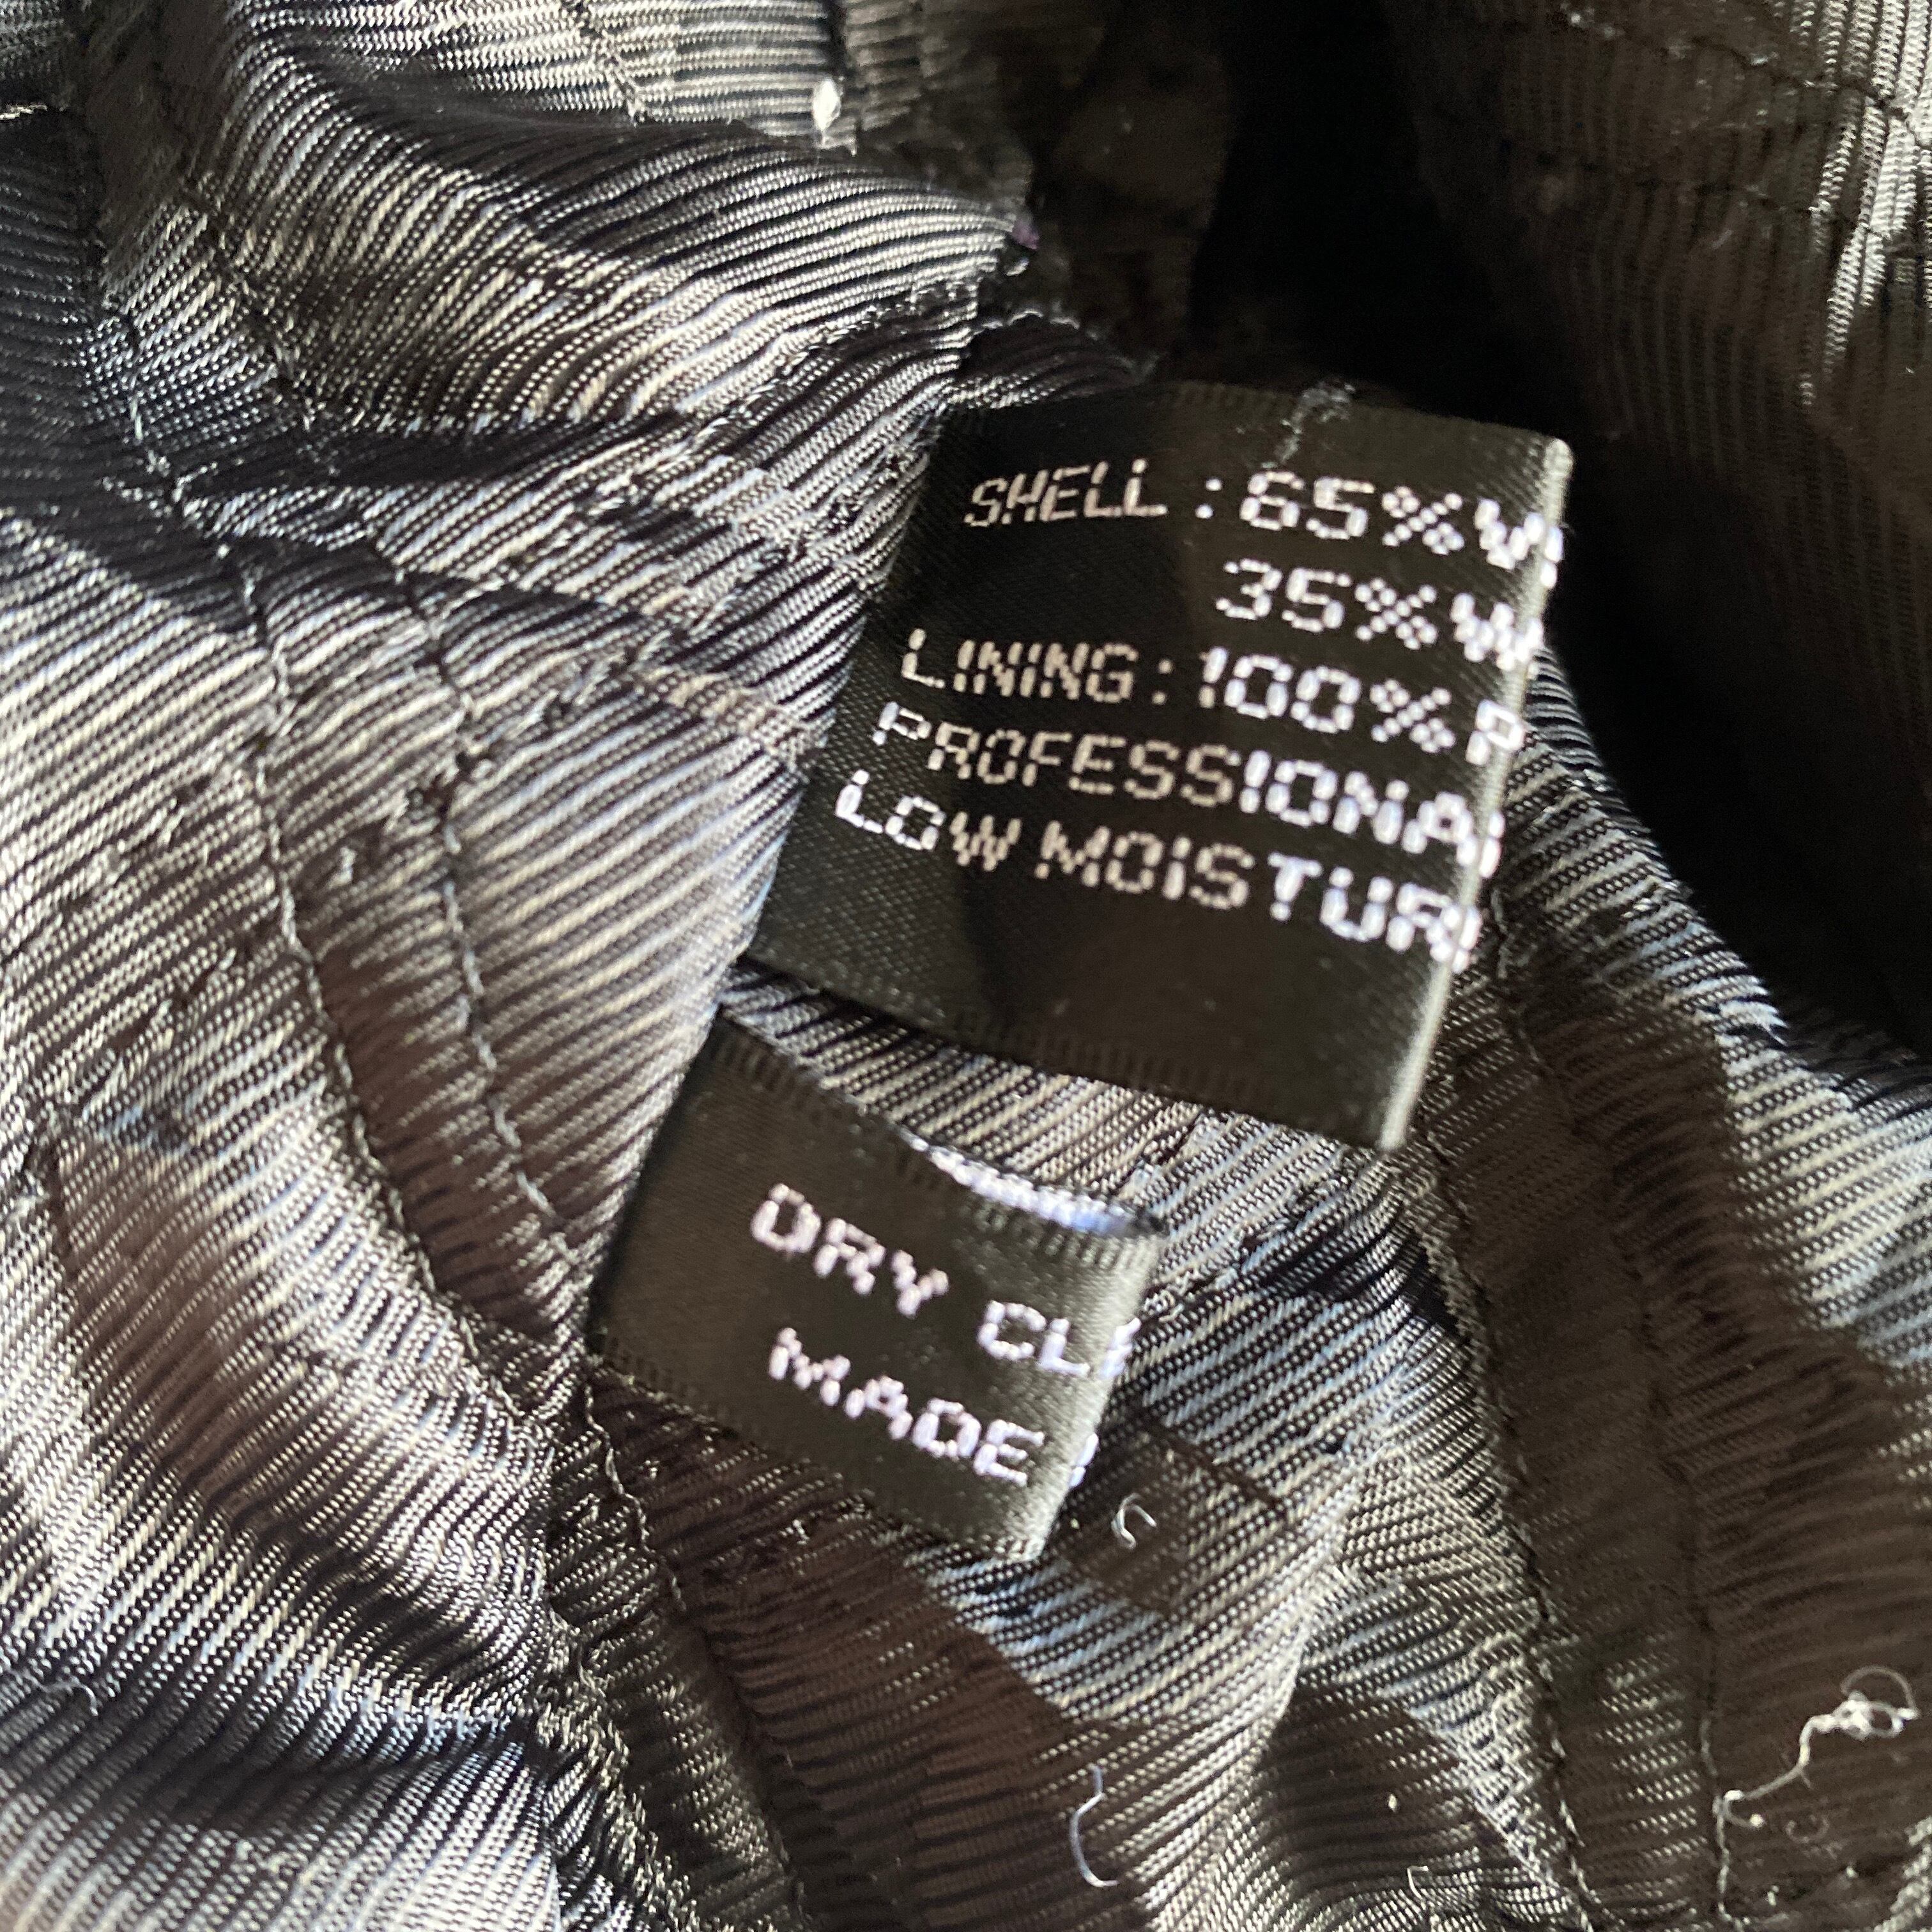 SHELL : 65%
35%
LINING : 100%
PROFESSIONA
LOW MOISTUR
DRY CL
MADE